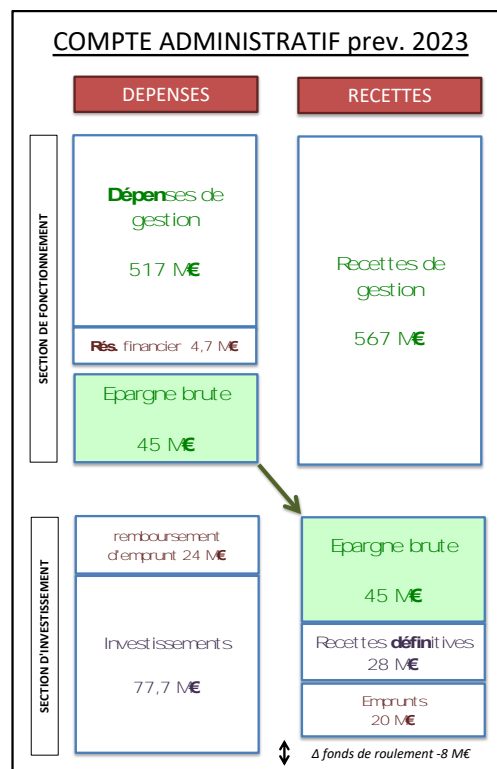 COMPTE ADMINISTRATIF prev. 2023
DEPENSES
RECETTES
SECTION DE FONCTIONNEMENT
Dépenses de
gestion
517 M€
Rés. financier 4,7 M€
Epargne brute
45 M€
Recettes de
gestion
567 M€
SECTION D'INVESTISSEMENT
remboursement
d'emprunt 24 M€
Investissements
77,7 M€
Epargne brute
45 M€
Recettes définitives
28 M€
Emprunts
20 M€
Δ fonds de roulement -8 M€